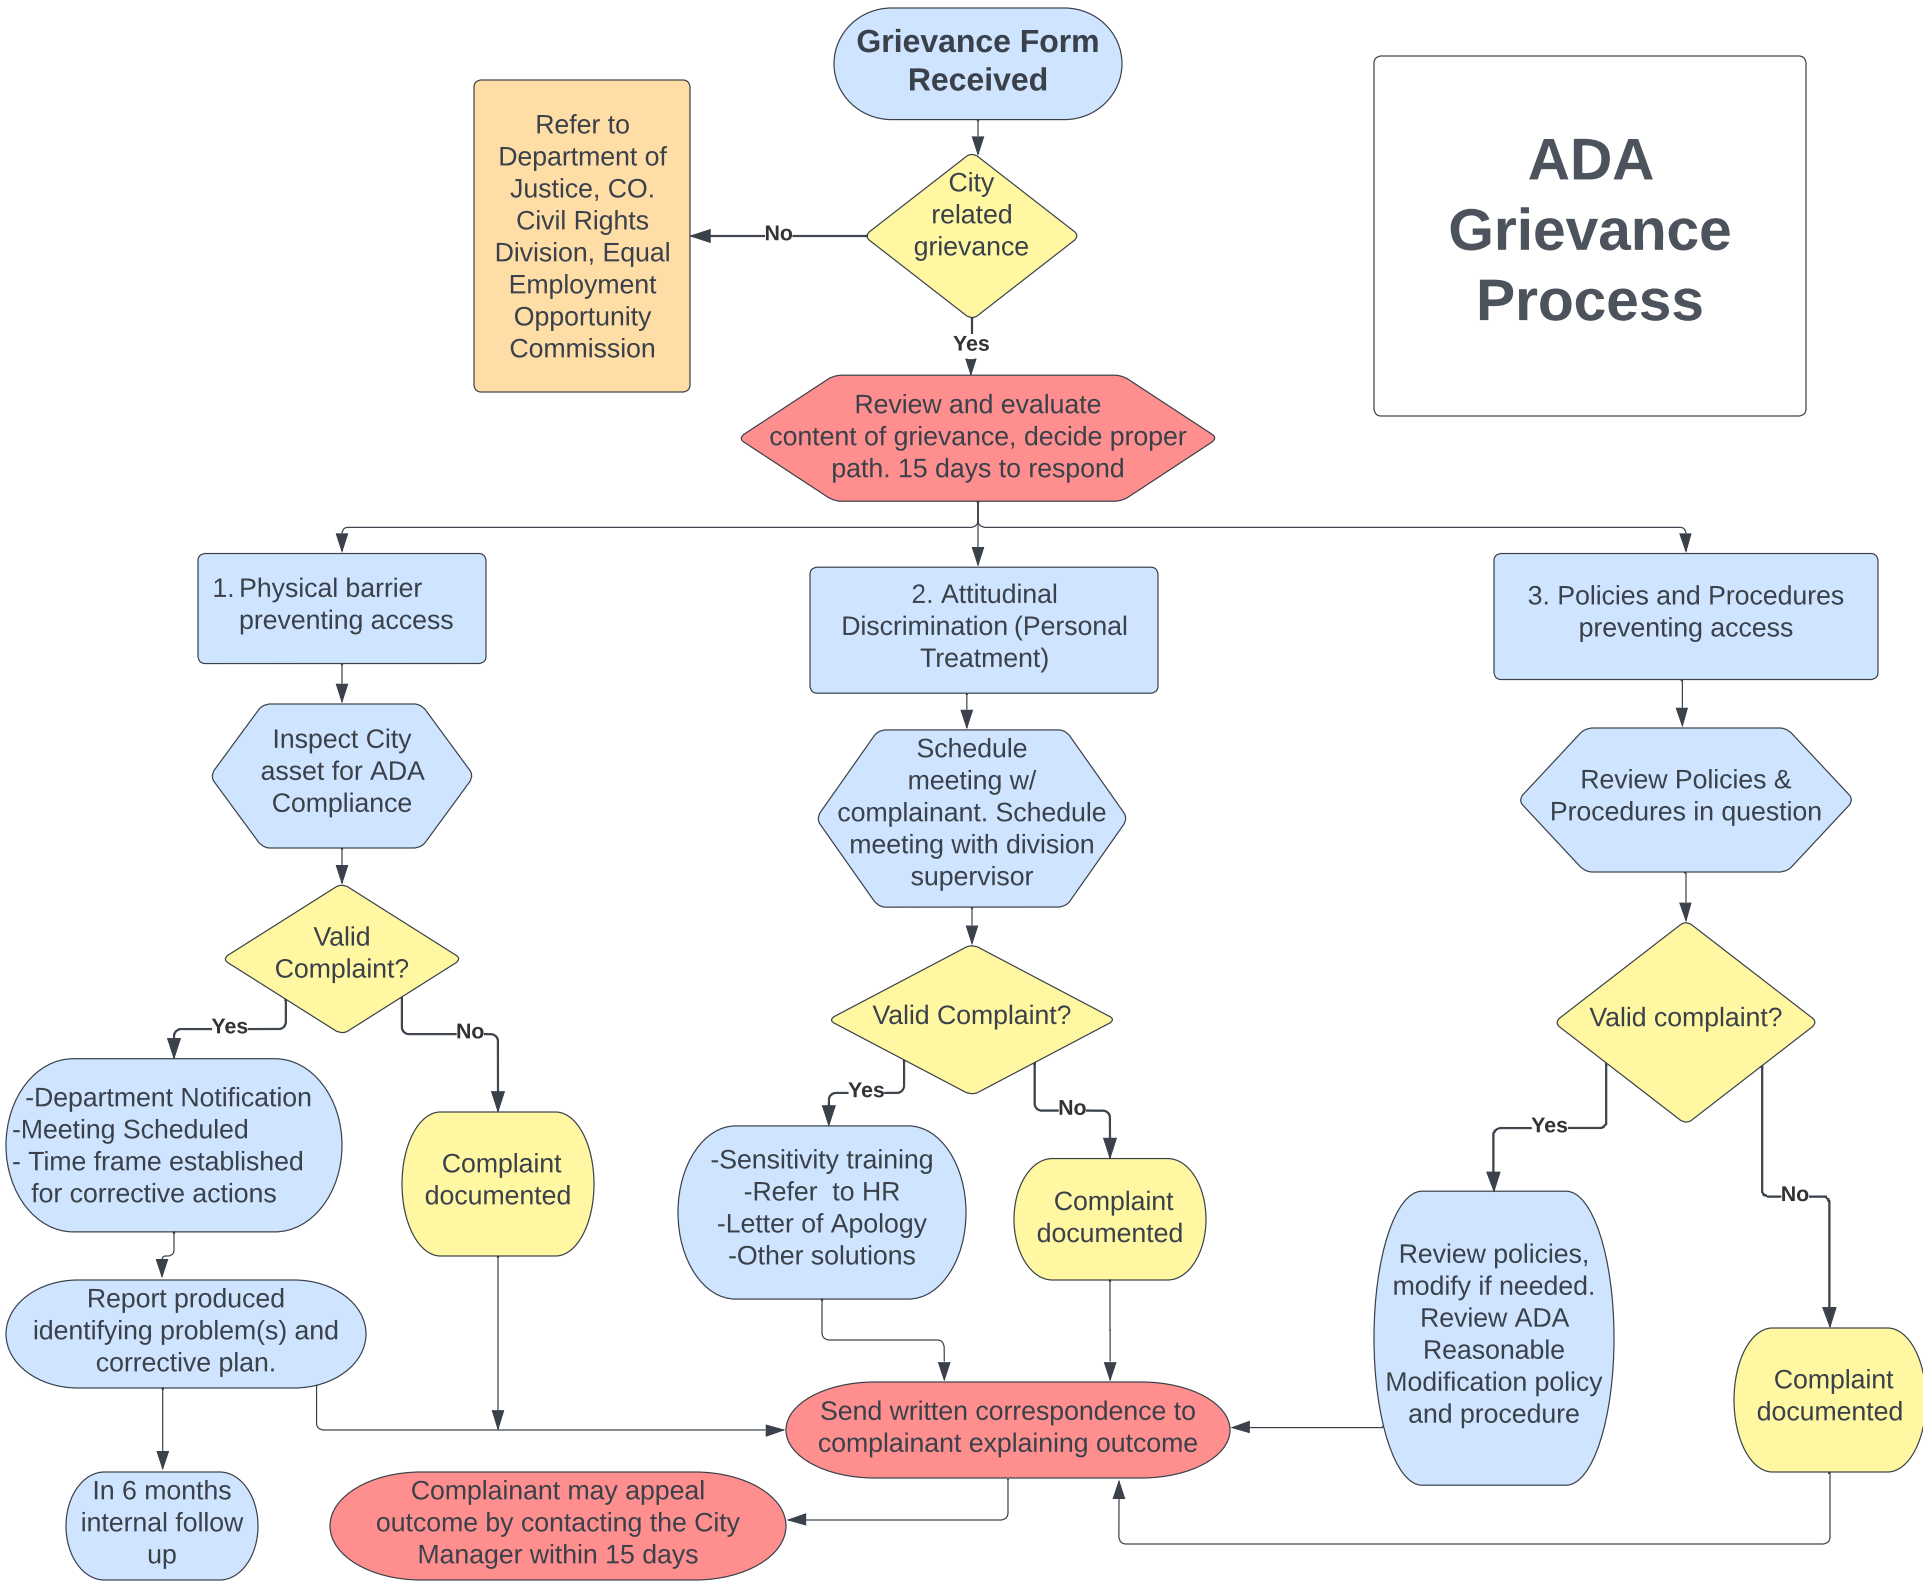 Grievance Form
Received
ADA
Grievance
Process
Refer to
Department of
Justice, CO.
Civil Rights
Division, Equal
Employment
Opportunity
Commission
No
City
related
grievance
Yes
Review and evaluate
content of grievance, decide proper
path. 15 days to respond
1. Physical barrier
preventing access
2. Attitudinal
Discrimination (Personal
Treatment)
3. Policies and Procedures
preventing access
Inspect City
asset for ADA
Compliance
Schedule
meeting w/
complainant. Schedule
meeting with division
supervisor
Review Policies &
Procedures in question
Valid
Complaint?
Valid Complaint?
Valid complaint?
Yes
No
Yes
No
Yes
No
-Department Notification
-Meeting Scheduled
- Time frame established
for corrective actions
Complaint
documented
-Sensitivity training
-Refer  to HR
-Letter of Apology
-Other solutions
Complaint
documented
Review policies,
modify if needed.
Review ADA
Reasonable
Modification policy
and procedure
Complaint
documented
Report produced
identifying problem(s) and
corrective plan.
Send written correspondence to
complainant explaining outcome
In 6 months
internal follow
up
Complainant may appeal
outcome by contacting the City
Manager within 15 days